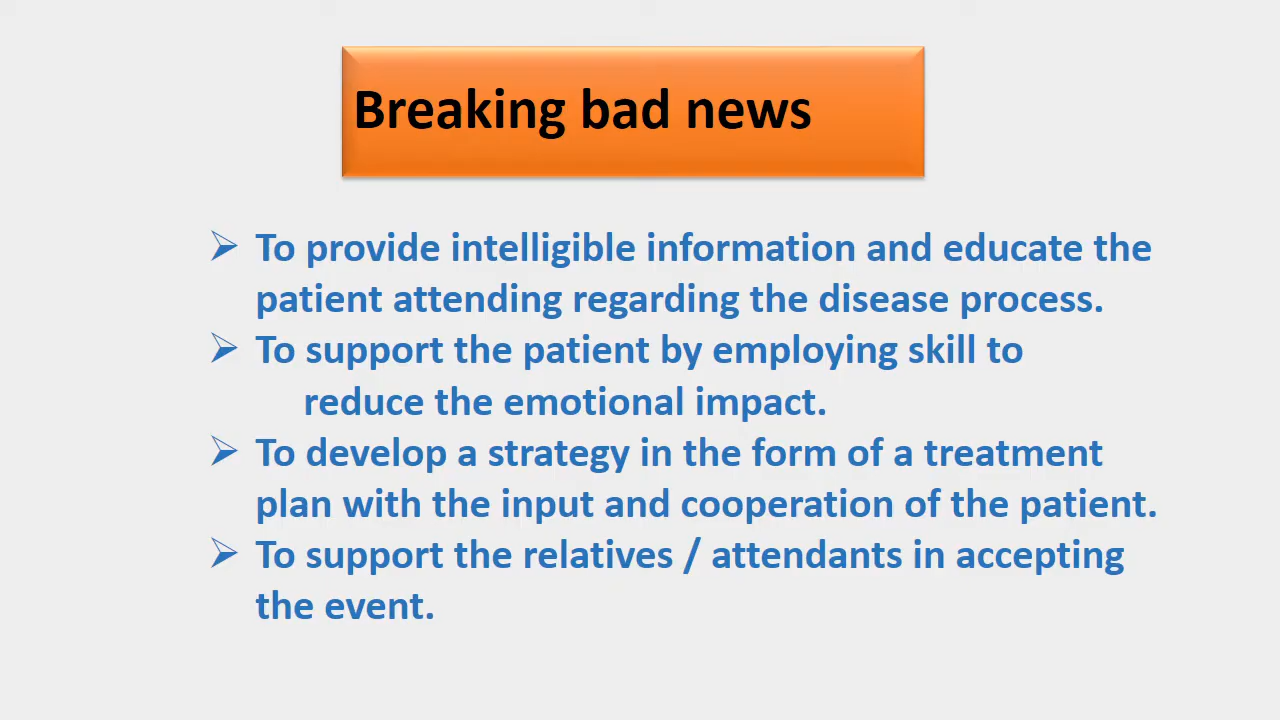 Breaking bad news
➢ To provide intelligible information and educate the
patient attending regarding the disease process.
➢ To support the patient by employing skill to
reduce the emotional impact.
➢ To develop a strategy in the form of a treatment
plan with the input and cooperation of the patient.
➢ To support the relatives / attendants in accepting
the event.